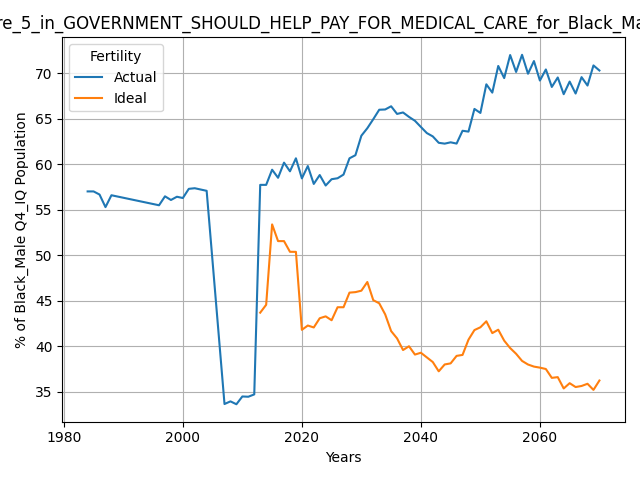 re_5_in_GOVERNMENT_SHOULD_HELP_PAY_FOR_MEDICAL_CARE_for_Black_Ma
Fertility
Actual
Ideal
% of Black_Male Q4_IQ Population
70
65
60
55
50
45
40
35
1980
2000
2020
2040
2060
Years